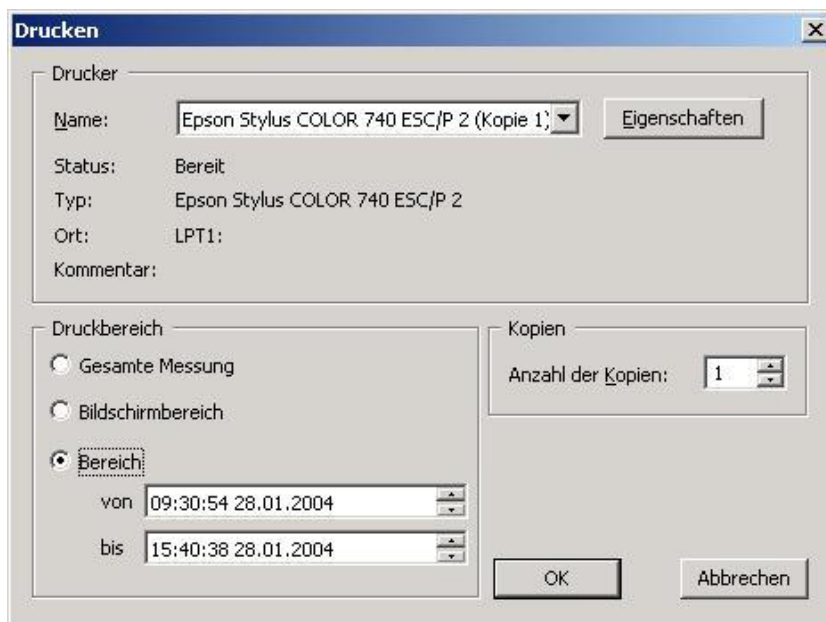 Drucken
Drucker
Name: Epson Stylus COLOR 740 ESC/P 2 (Kopie 1) Eigenschaften
Status: Bereit
Typ: Epson Stylus COLOR 740 ESC/P 2
Ort: LPT1:
Kommentar:
Druckbereich
Gesamte Messung
Bildschirmbereich
Bereich
von 09:30:54 28.01.2004
bis 15:40:38 28.01.2004
Kopien
Anzahl der Kopien: 1
OK Abbrechen